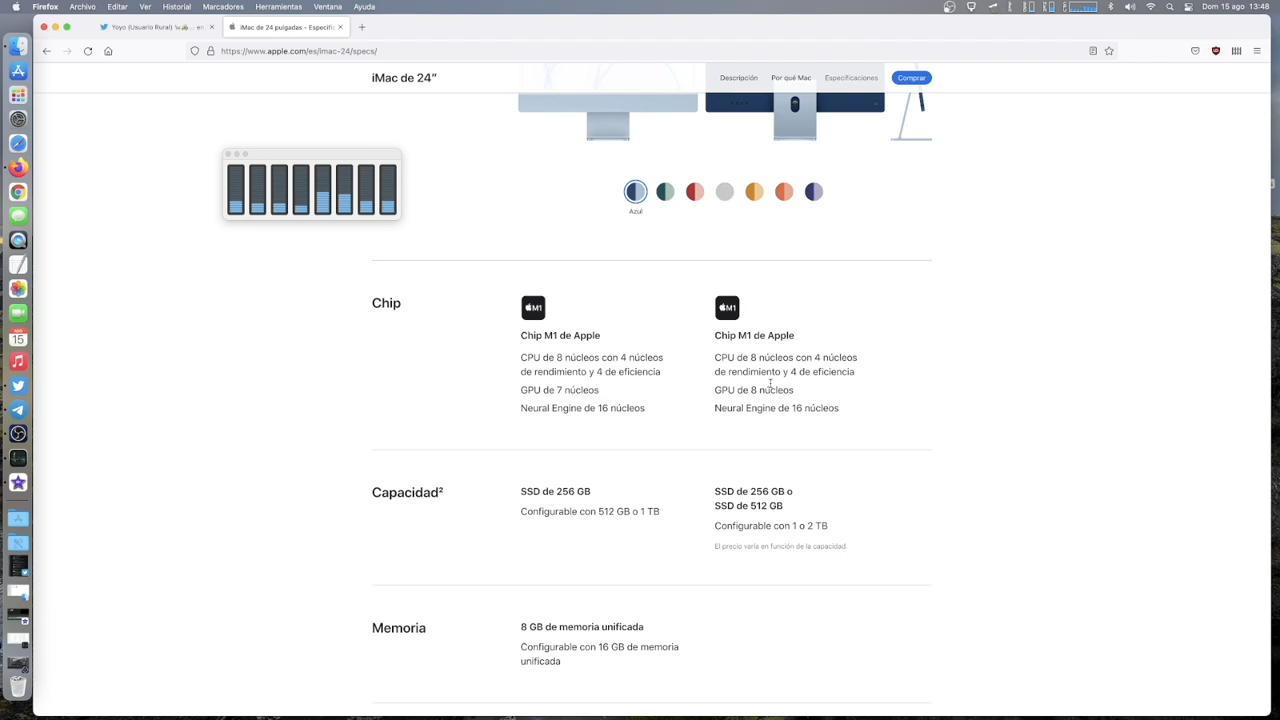 Firefox Archivo Editar Ver Historial Marcadores Herramientas Ventana Ayuda
Dom 15 ago 13:48
Yoyo (Usuario Rural)
iMac de 24 pulgadas - Especific
https://www.apple.com/es/imac-24/specs/
iMac de 24"
Descripción Por qué Mac Especificaciones Comprar
Azul
Chip
M1
M1
Chip M1 de Apple
CPU de 8 núcleos con 4 núcleos
de rendimiento y 4 de eficiencia
GPU de 7 núcleos
Neural Engine de 16 núcleos
Chip M1 de Apple
CPU de 8 núcleos con 4 núcleos
de rendimiento y 4 de eficiencia
GPU de 8 núcleos
Neural Engine de 16 núcleos
Capacidad²
SSD de 256 GB
Configurable con 512 GB o 1 TB
SSD de 256 GB o
SSD de 512 GB
Configurable con 1 o 2 TB
El precio varía en función de la capacidad.
Memoria
8 GB de memoria unificada
Configurable con 16 GB de memoria
unificada
15